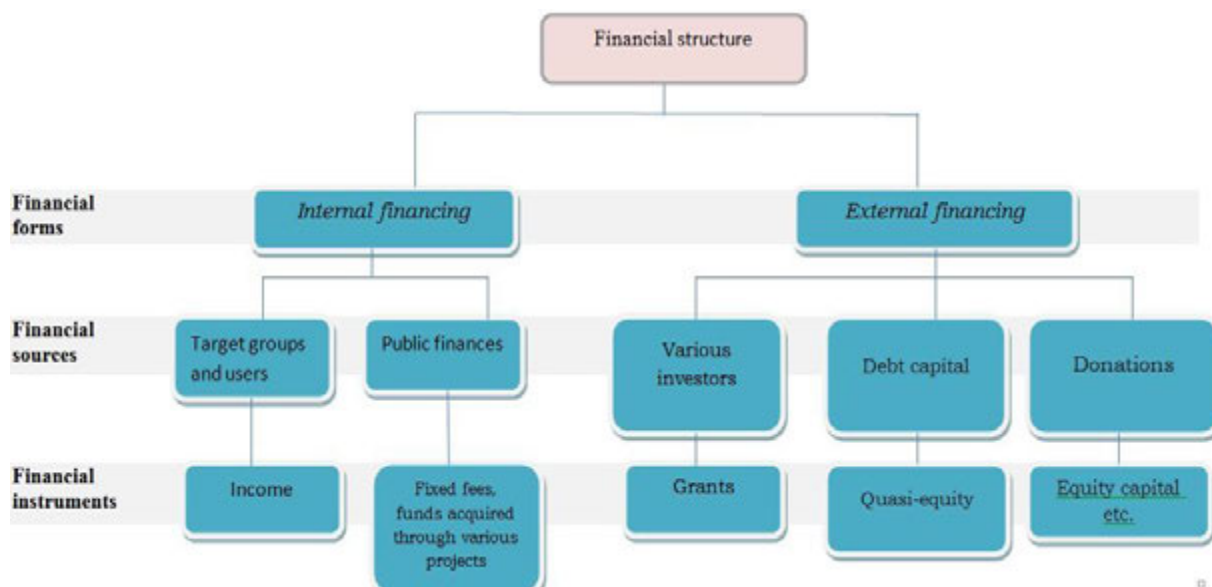 Financial structure
Financial
forms
Internal financing
External financing
Financial
sources
Target groups
and users
Public finances
Various
investors
Debt capital
Donations
Financial
instruments
Income
Fixed fees,
funds acquired
through various
projects
Grants
Quasi-equity
Equity capital
etc.